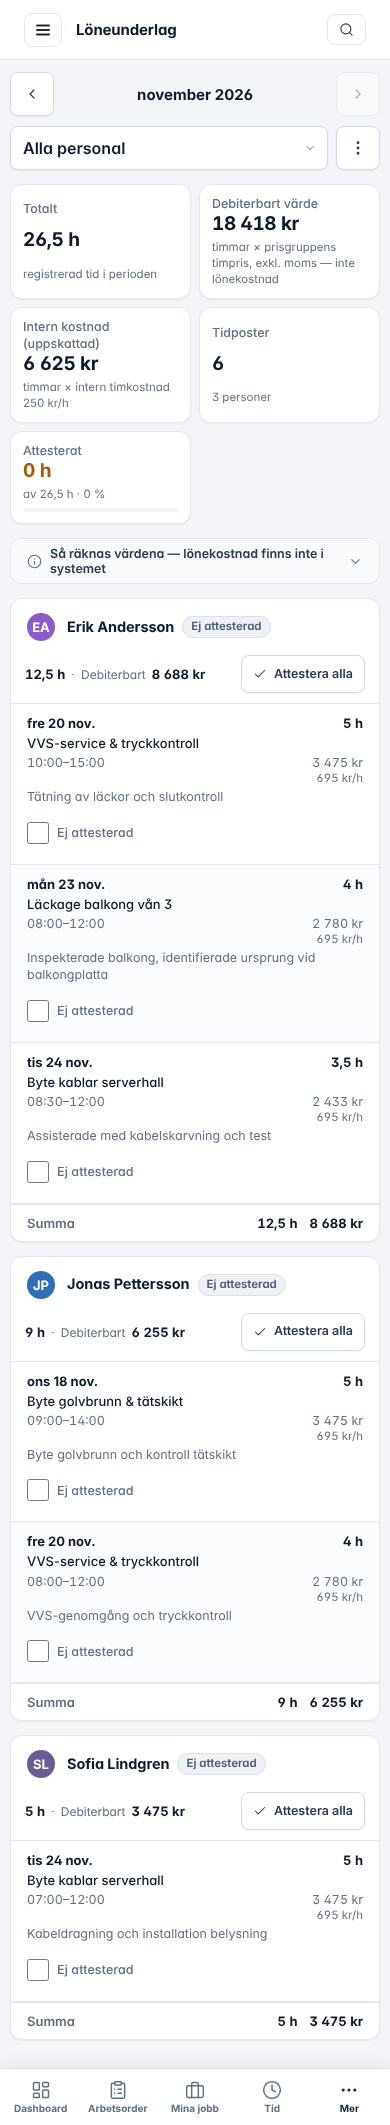 Löneunderlag
november 2026
Alla personal
Totalt
26,5 h
registrerad tid i perioden
Debiterbart värde
18 418 kr
timmar × prisgruppens
timpris, exkl. moms — inte
lönekostnad
Intern kostnad
(uppskattad)
6 625 kr
timmar × intern timkostnad
250 kr/h
Tidposter
6
3 personer
Attesterat
0 h
av 26,5 h · 0 %
Så räknas värdena — lönekostnad finns inte i
systemet
EA Erik Andersson Ej attesterad
12,5 h · Debiterbart 8 688 kr Attestera alla
fre 20 nov. 5 h
VVS-service & tryckkontroll
10:00–15:00 3 475 kr
695 kr/h
Tätning av läckor och slutkontroll
Ej attesterad
mån 23 nov. 4 h
Läckage balkong vån 3
08:00–12:00 2 780 kr
695 kr/h
Inspekterade balkong, identifierade ursprung vid
balkongplatta
Ej attesterad
tis 24 nov. 3,5 h
Byte kablar serverhall
08:30–12:00 2 433 kr
695 kr/h
Assisterade med kabelskarvning och test
Ej attesterad
Summa 12,5 h 8 688 kr
JP Jonas Pettersson Ej attesterad
9 h · Debiterbart 6 255 kr Attestera alla
ons 18 nov. 5 h
Byte golvbrunn & tätskikt
09:00–14:00 3 475 kr
695 kr/h
Byte golvbrunn och kontroll tätskikt
Ej attesterad
fre 20 nov. 4 h
VVS-service & tryckkontroll
08:00–12:00 2 780 kr
695 kr/h
VVS-genomgång och tryckkontroll
Ej attesterad
Summa 9 h 6 255 kr
SL Sofia Lindgren Ej attesterad
5 h · Debiterbart 3 475 kr Attestera alla
tis 24 nov. 5 h
Byte kablar serverhall
07:00–12:00 3 475 kr
695 kr/h
Kabeldragning och installation belysning
Ej attesterad
Summa 5 h 3 475 kr
Dashboard Arbetsorder Mina jobb Tid Mer